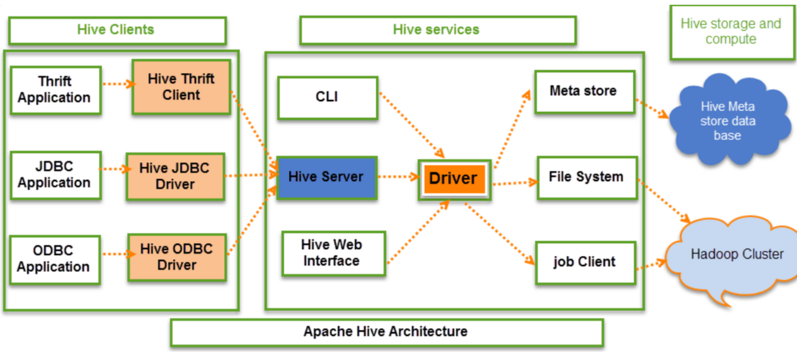 Hive Clients
Hive services
Hive storage and
compute
Thrift
Application
Hive Thrift
Client
JDBC
Application
Hive JDBC
Driver
ODBC
Application
Hive ODBC
Driver
CLI
Hive Server
Hive Web
Interface
Driver
Meta store
File System
job Client
Hive Meta
store data
base
Hadoop Cluster
Apache Hive Architecture